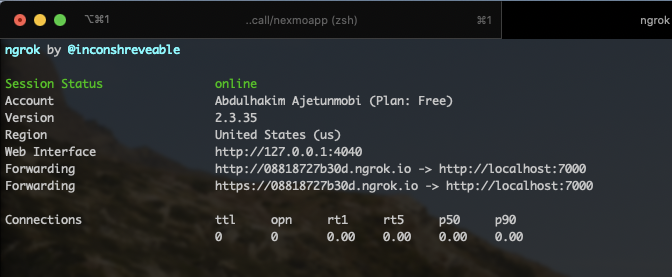 ⌥⌘1 ..call/nexmoapp (zsh) ⌘1 ngrok
ngrok by @inconshreveable
Session Status online
Account Abdulhakim Ajetunmobi (Plan: Free)
Version 2.3.35
Region United States (us)
Web Interface http://127.0.0.1:4040
Forwarding http://08818727b30d.ngrok.io -> http://localhost:7000
Forwarding https://08818727b30d.ngrok.io -> http://localhost:7000
Connections ttl opn rt1 rt5 p50 p90
0 0 0.00 0.00 0.00 0.00